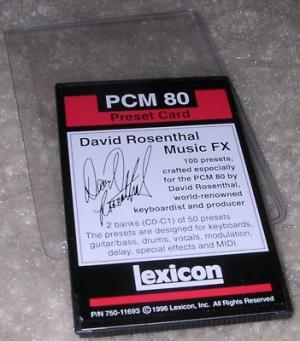 PCM 80
Preset Card
David Rosenthal
Music FX
David Rosenthal
100 presets,
crafted especially
for the PCM 80 by
David Rosenthal,
world-renowned
keyboardist and producer
2 banks (C0-C1) of 50 presets
The presets are designed for keyboards,
guitar/bass, drums, vocals, modulation,
delay, special effects and MIDI.
lexicon
P/N 750-11693 ©1996 Lexicon, Inc. All Rights Reserved